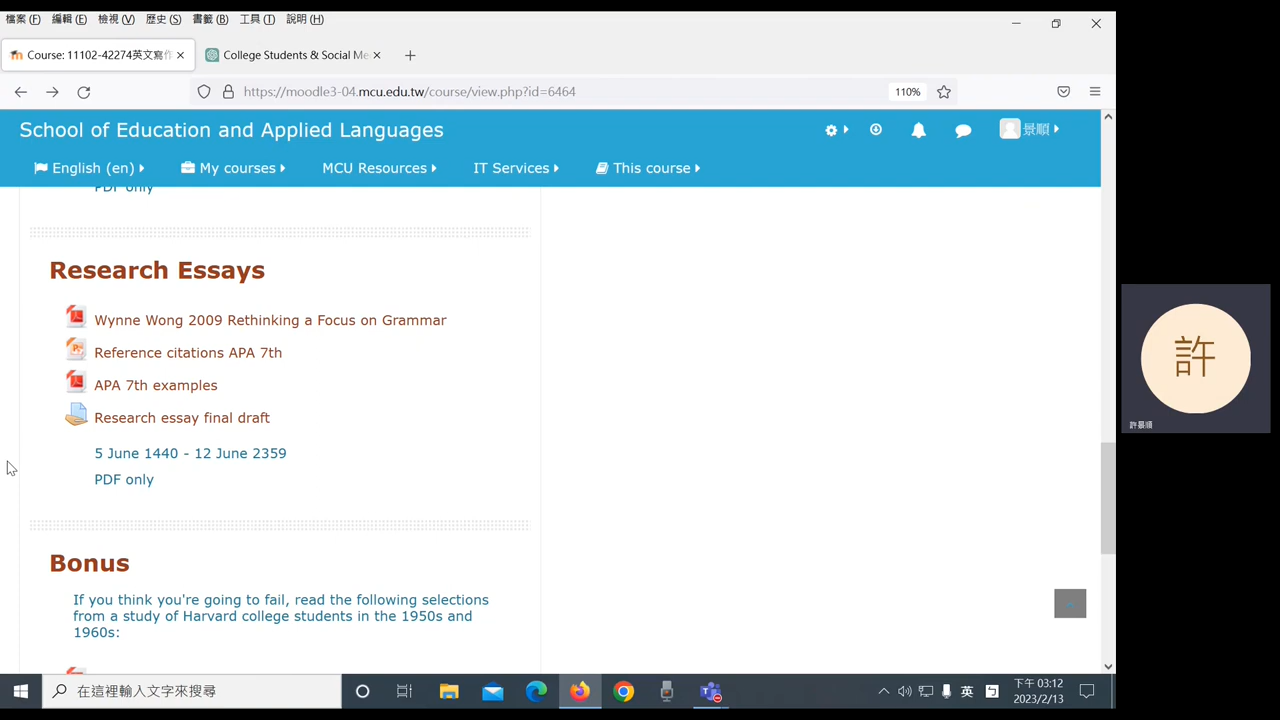 檔案 (F) 編輯 (E) 檢視 (V) 歷史 (S) 書籤 (B) 工具 (T) 說明 (H)
Course: 11102-42274英文寫作
College Students & Social Me
https://moodle3-04.mcu.edu.tw/course/view.php?id=6464
110%
School of Education and Applied Languages
景順
English (en)
My courses
MCU Resources
IT Services
This course
PDF only
Research Essays
Wynne Wong 2009 Rethinking a Focus on Grammar
Reference citations APA 7th
APA 7th examples
Research essay final draft
5 June 1440 - 12 June 2359
PDF only
Bonus
If you think you're going to fail, read the following selections
from a study of Harvard college students in the 1950s and
1960s:
許
許景順
在這裡輸入文字來搜尋
英
下午 03:12
2023/2/13